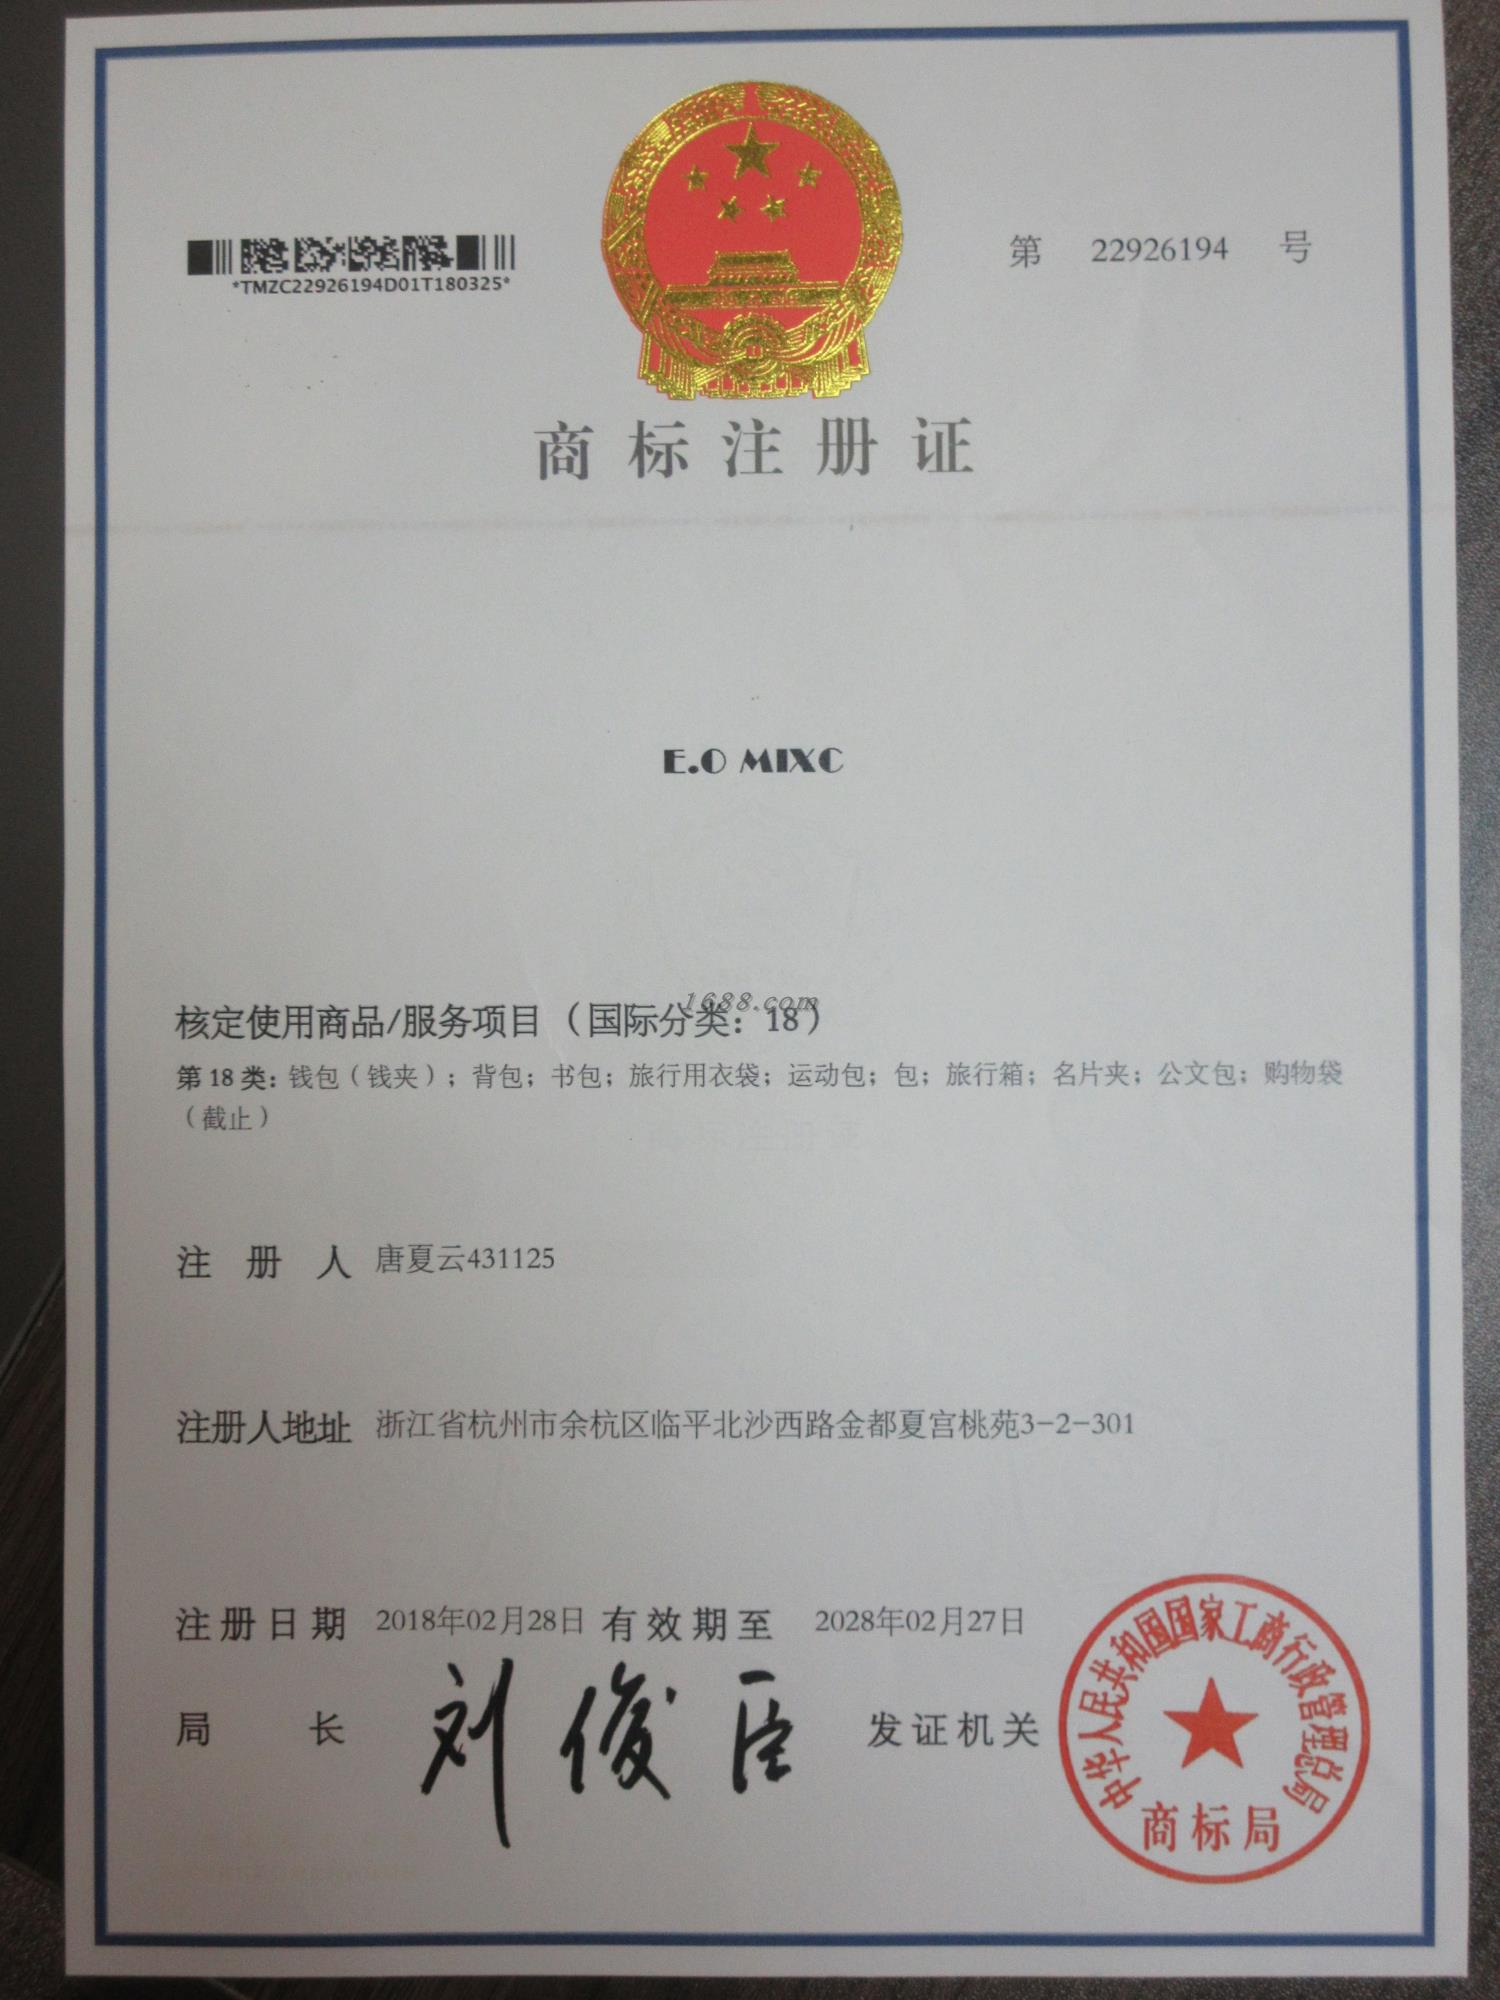 *TMZC22926194D01T180325*
第 22926194 号
商标注册证
E.O MIXC
1688.com
核定使用商品/服务项目（国际分类：18）
第 18 类：钱包（钱夹）；背包；书包；旅行用衣袋；运动包；包；旅行箱；名片夹；公文包；购物袋
（截止）
注册人 唐夏云431125
注册人地址 浙江省杭州市余杭区临平北沙西路金都夏宫桃苑3-2-301
注册日期 2018年02月28日 有效期至 2028年02月27日
局长 刘俊臣 发证机关
中华人民共和国国家工商行政管理总局
商标局